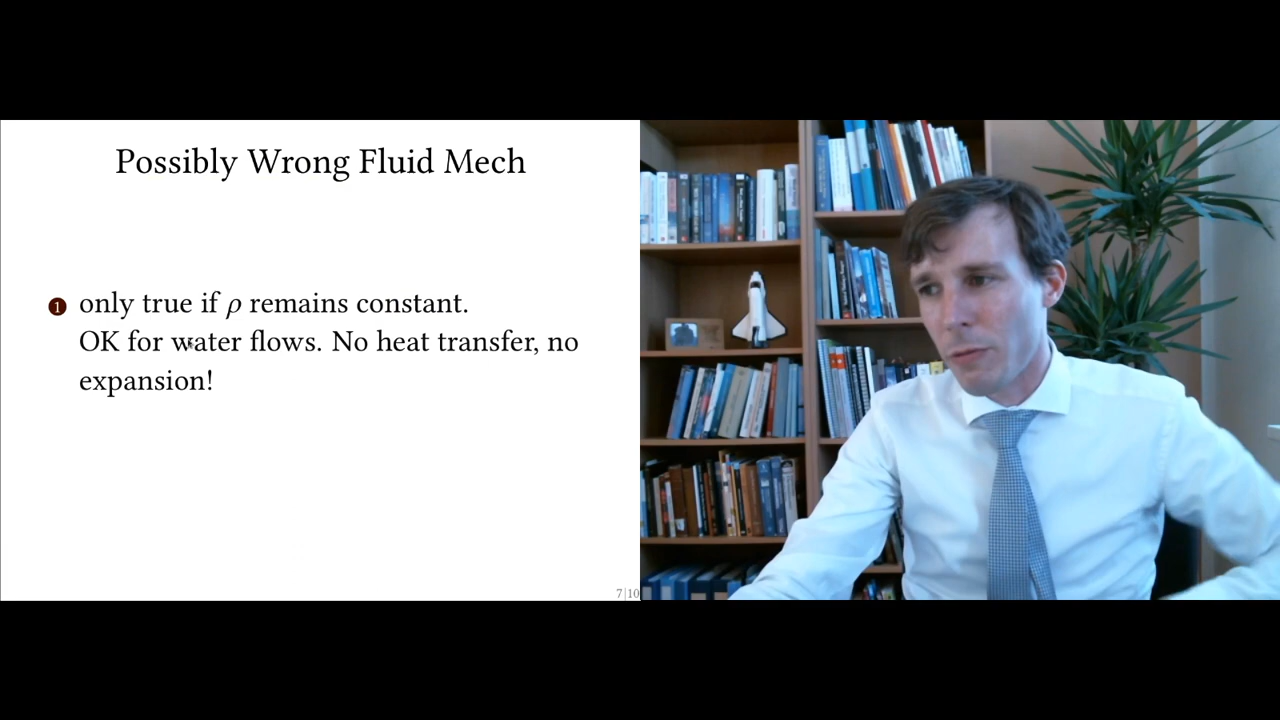 Possibly Wrong Fluid Mech
1 only true if ρ remains constant.
OK for water flows. No heat transfer, no
expansion!
7|10